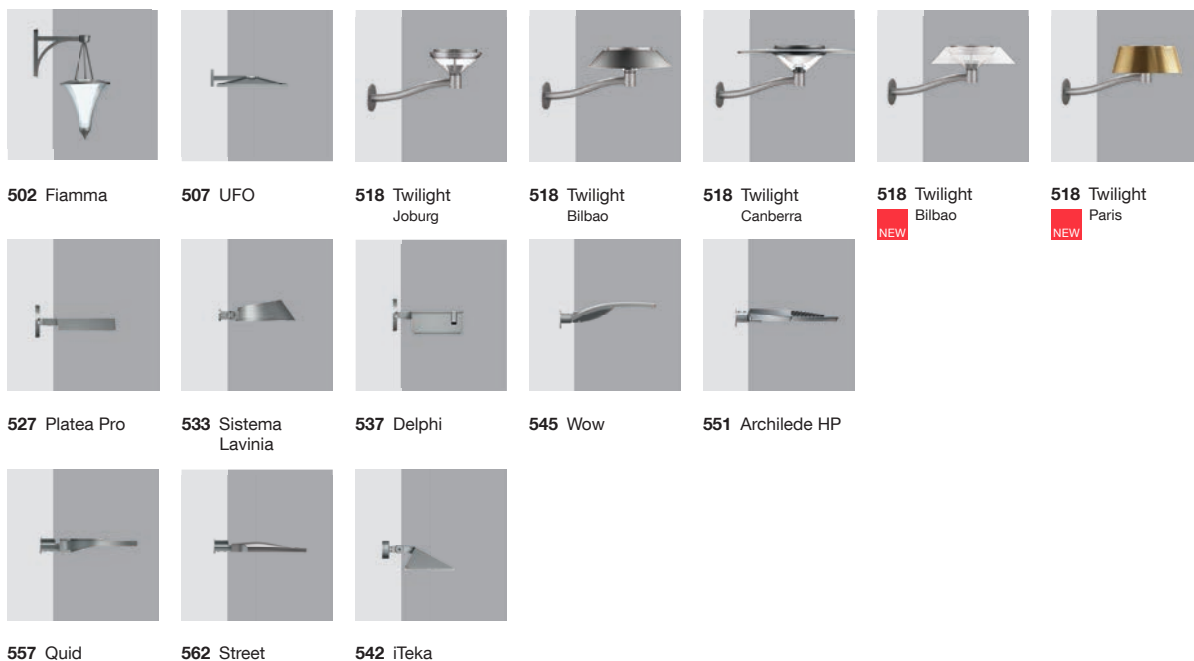 502 Fiamma
507 UFO
518 Twilight
Joburg
518 Twilight
Bilbao
518 Twilight
Canberra
518 Twilight
NEW Bilbao
518 Twilight
NEW Paris
527 Platea Pro
533 Sistema
Lavinia
537 Delphi
545 Wow
551 Archilede HP
557 Quid
562 Street
542 iTeka